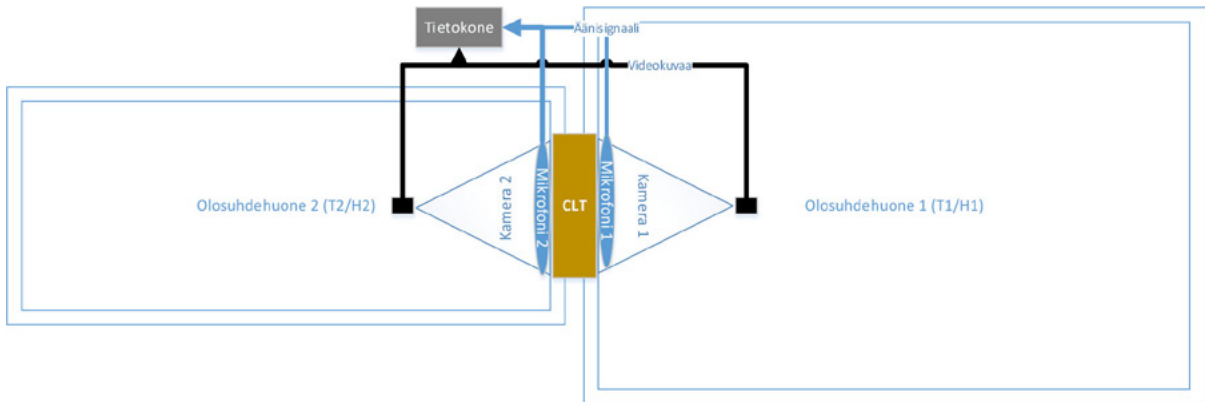 Tietokone
Äänisignaali
Videokuvaa
Olosuhdehuone 2 (T2/H2)
Kamera 2
Mikrofoni 2
CLT
Mikrofoni 1
Kamera 1
Olosuhdehuone 1 (T1/H1)